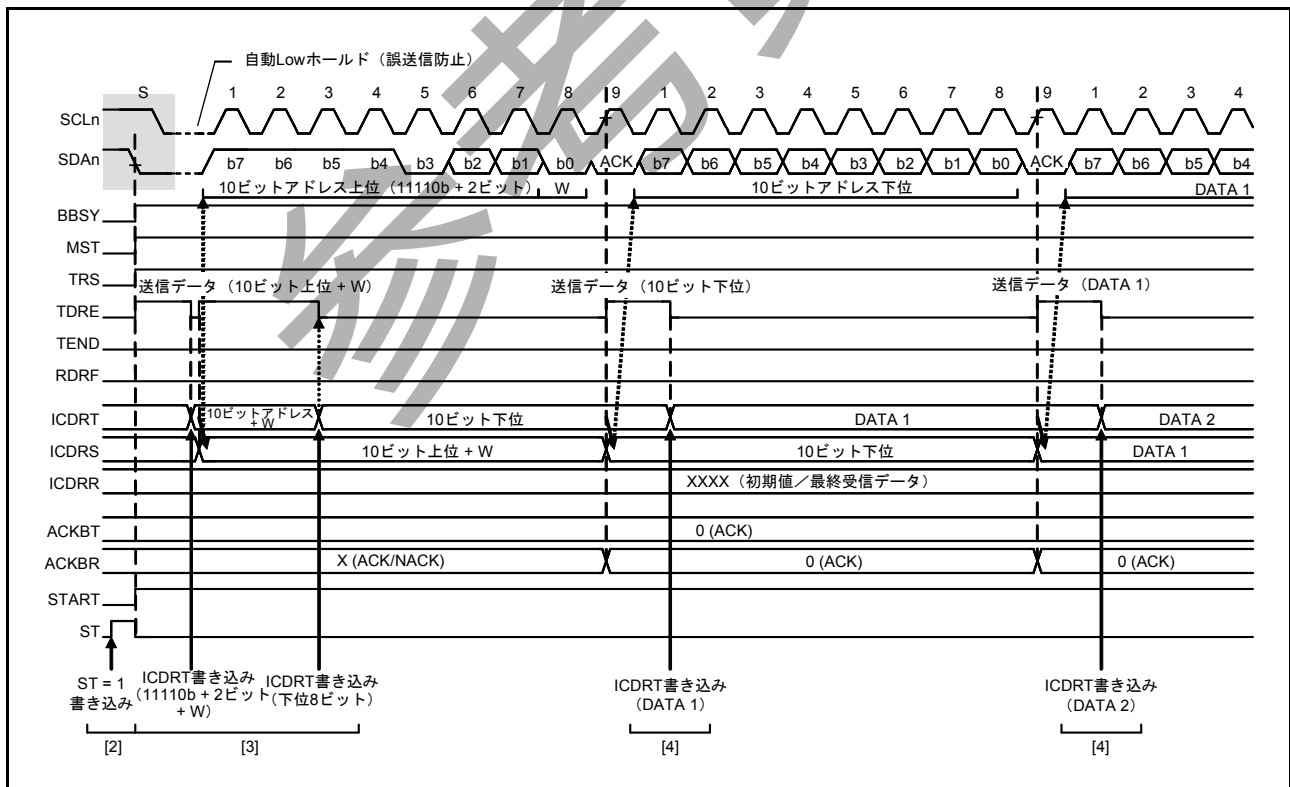 自動Lowホールド（誤送信防止）
S 1 2 3 4 5 6 7 8 9 1 2 3 4 5 6 7 8 9 1 2 3 4
SCLn
SDAn b7 b6 b5 b4 b3 b2 b1 b0 ACK b7 b6 b5 b4 b3 b2 b1 b0 ACK b7 b6 b5 b4
10ビットアドレス上位（11110b + 2ビット） W 10ビットアドレス下位 DATA 1
BBSY
MST
TRS
送信データ（10ビット上位 + W） 送信データ（10ビット下位） 送信データ（DATA 1）
TDRE
TEND
RDRF
ICDRT 10ビットアドレス + W 10ビット下位 DATA 1 DATA 2
ICDRS 10ビット上位 + W 10ビット下位 DATA 1
ICDRR XXXX（初期値／最終受信データ）
ACKBT 0 (ACK)
ACKBR X (ACK/NACK) 0 (ACK) 0 (ACK)
START
ST
ST = 1
書き込み
ICDRT書き込み
（11110b + 2ビット
+ W）
ICDRT書き込み
（下位8ビット）
ICDRT書き込み
（DATA 1）
ICDRT書き込み
（DATA 2）
[2] [3] [4] [4]
参考